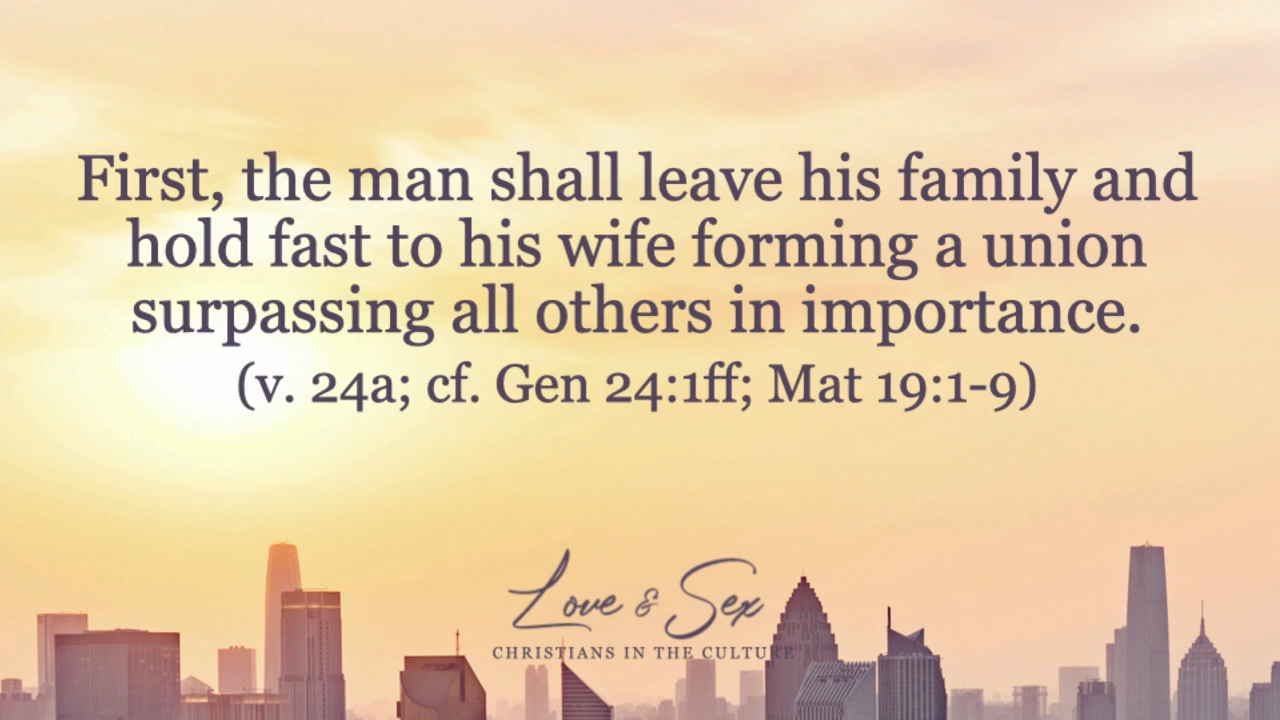 First, the man shall leave his family and
hold fast to his wife forming a union
surpassing all others in importance.
(v. 24a; cf. Gen 24:1ff; Mat 19:1-9)
Love & Sex
CHRISTIANS IN THE CULTURE